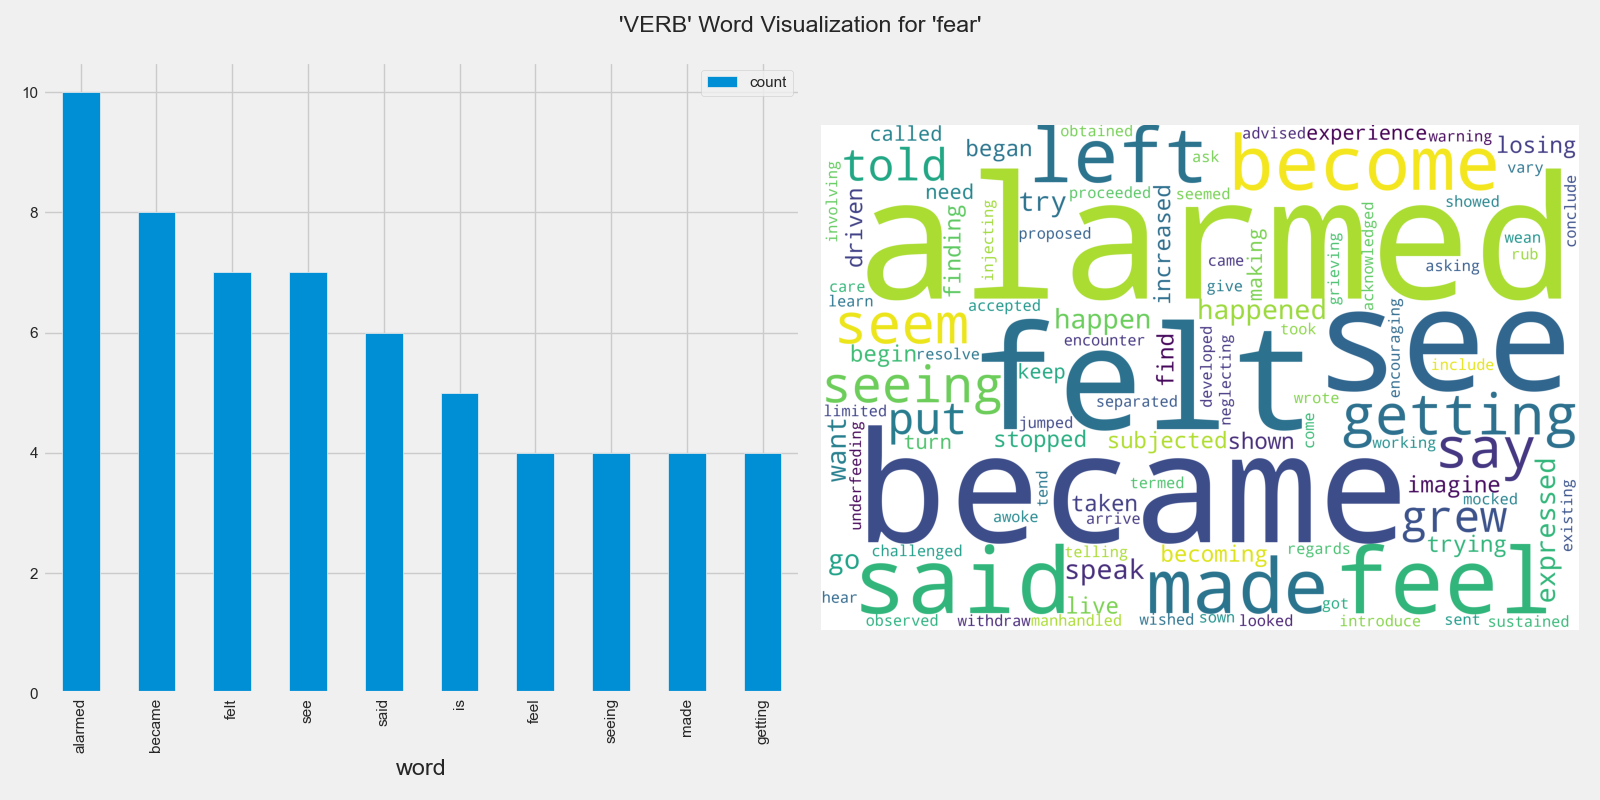 'VERB' Word Visualization for 'fear'
count
10
8
6
4
2
0
alarmed
became
felt
see
said
is
feel
seeing
made
getting
word
called
obtained
advised
experience
warning
told
began
left
ask
become
losing
vary
involving
driven
need
try
proceeded
seemed
showed
conclude
alarmed
finding
injecting
proposed
increased
came
making
grieving
acknowledged
asking
wean
rub
care
learn
accepted
give
seem
happen
happened
took
see
encouraging
include
begin
resolve
felt
encounter
find
developed
neglecting
seeing
keep
separated
wrote
getting
limited
put
jumped
want
turn
stopped
subjected
shown
come
working
say
underfeeding
became
tend
termed
taken
awoke
arrive
imagine
mocked
grew
expressed
existing
go
challenged
telling
becoming
regards
trying
said
speak
made
feel
hear
live
got
observed
withdraw
manhandled
wished
sown
looked
introduce
sent
sustained